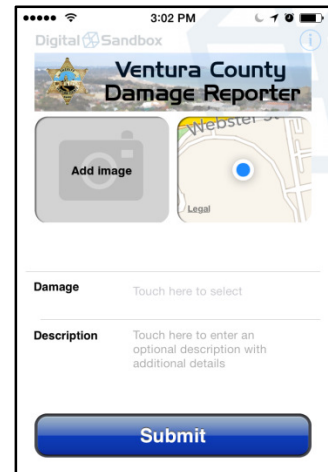 3:02 PM
Digital Sandbox
Ventura County
Damage Reporter
Add image
Webster St
Legal
Damage
Touch here to select
Description
Touch here to enter an
optional description with
additional details
Submit